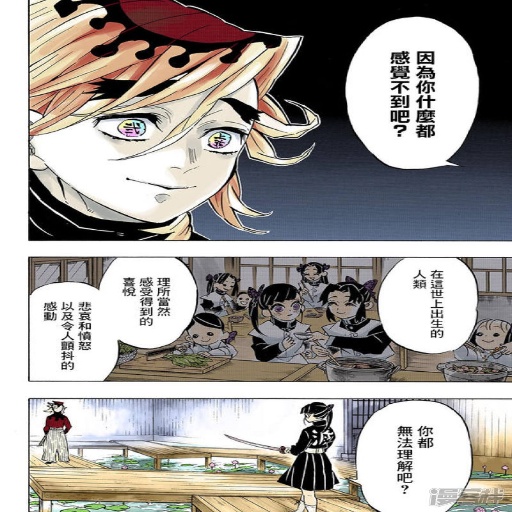 因為你什麼都
感覺不到吧？
在這世上出生的
人類
理所當然
感受得到的
喜悅
悲哀和憤怒
以及令人顫抖的
感動
你都
無法理解吧？